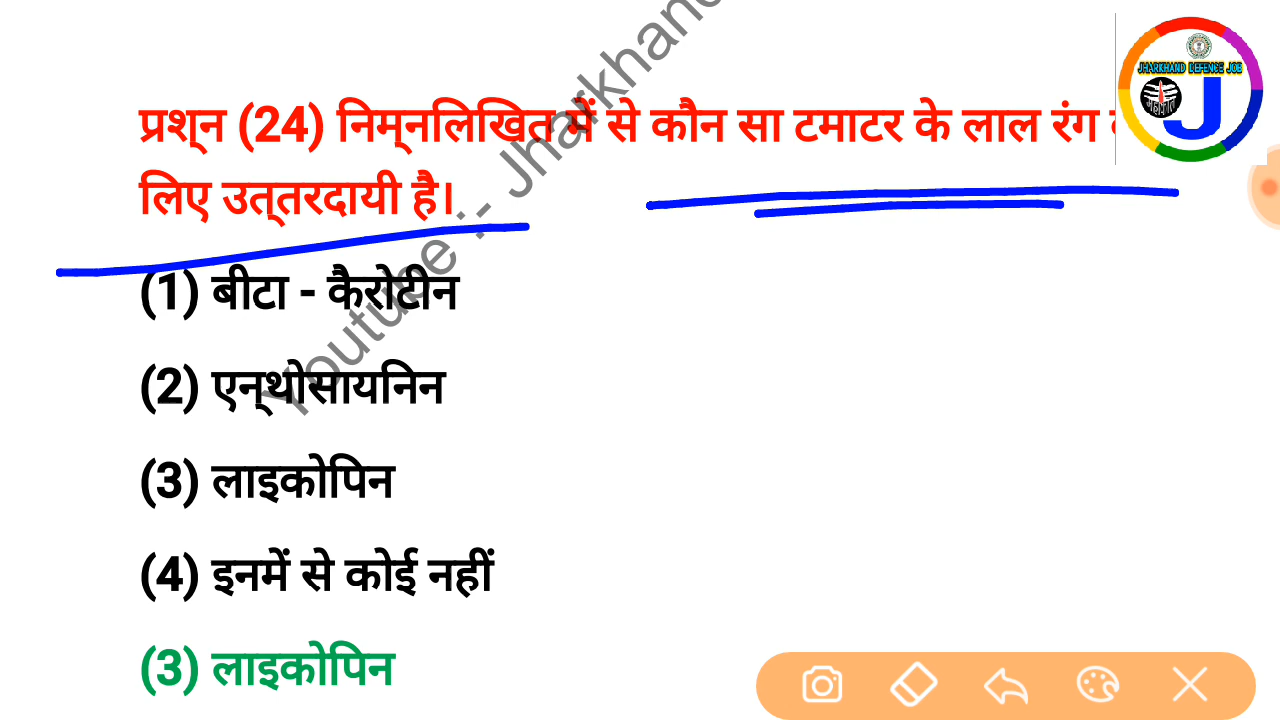 JHARKHAND DEFENCE JOB
महाकाल
J
प्रश्न (24) निम्नलिखित में से कौन सा टमाटर के लाल रंग
लिए उत्तरदायी है।
(1) बीटा - कैरोटीन
(2) एन्थोसायनिन
(3) लाइकोपिन
(4) इनमें से कोई नहीं
(3) लाइकोपिन
Youtube :- Jharkhand